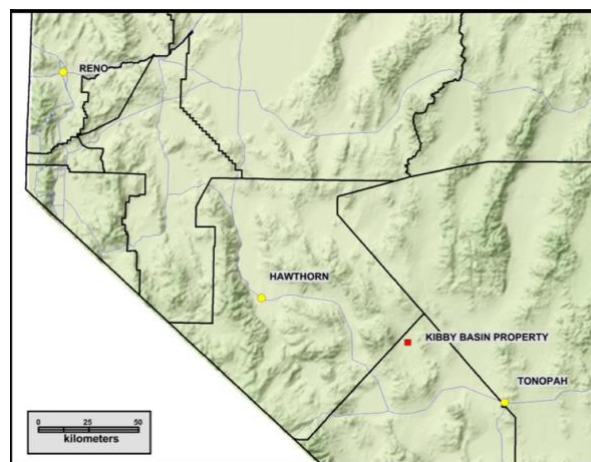 RENO
HAWTHORN
KIBBY BASIN PROPERTY
TONOPAH
0 25 50
kilometers